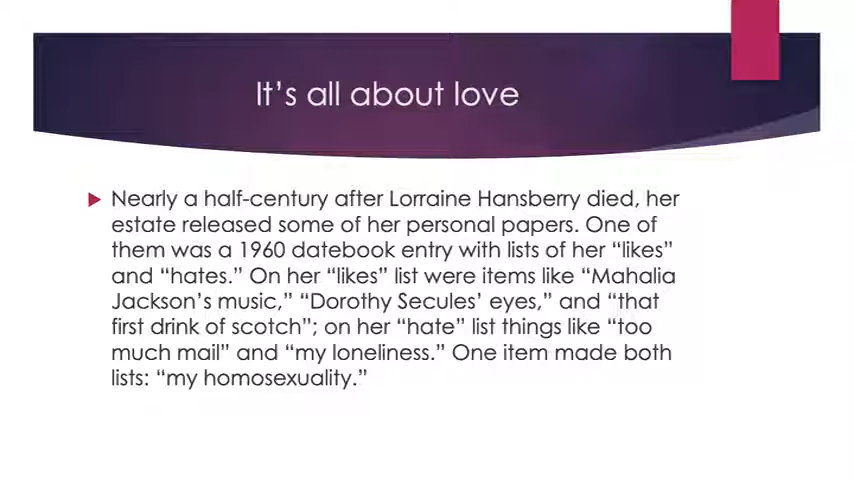 It’s all about love
Nearly a half-century after Lorraine Hansberry died, her
estate released some of her personal papers. One of
them was a 1960 datebook entry with lists of her “likes”
and “hates.” On her “likes” list were items like “Mahalia
Jackson’s music,” “Dorothy Secules’ eyes,” and “that
first drink of scotch”; on her “hate” list things like “too
much mail” and “my loneliness.” One item made both
lists: “my homosexuality.”